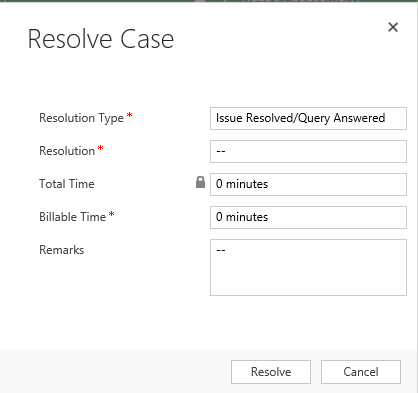 Resolve Case
Resolution Type * Issue Resolved/Query Answered
Resolution * --
Total Time 0 minutes
Billable Time * 0 minutes
Remarks --
Resolve Cancel